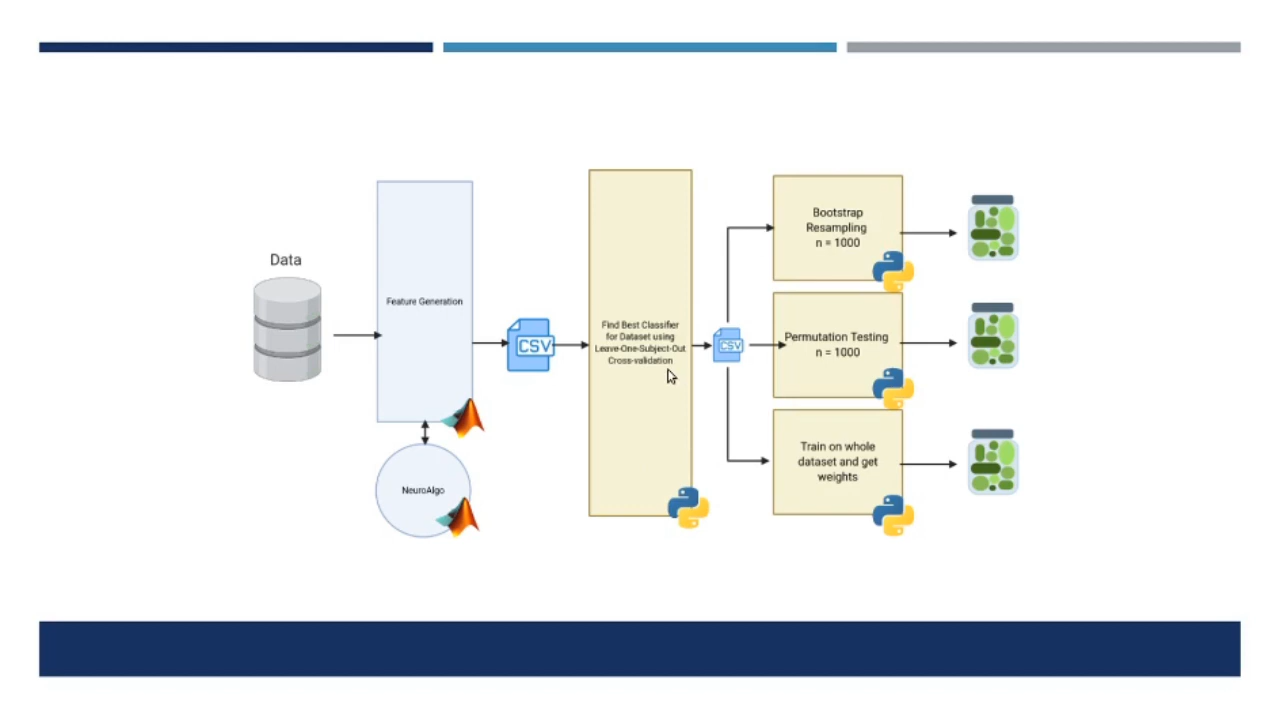 Data
Feature Generation
NeuroAlgo
CSV
Find Best Classifier
for Dataset using
Leave-One-Subject-Out
Cross-validation
CSV
Bootstrap
Resampling
n = 1000
Permutation Testing
n = 1000
Train on whole
dataset and get
weights